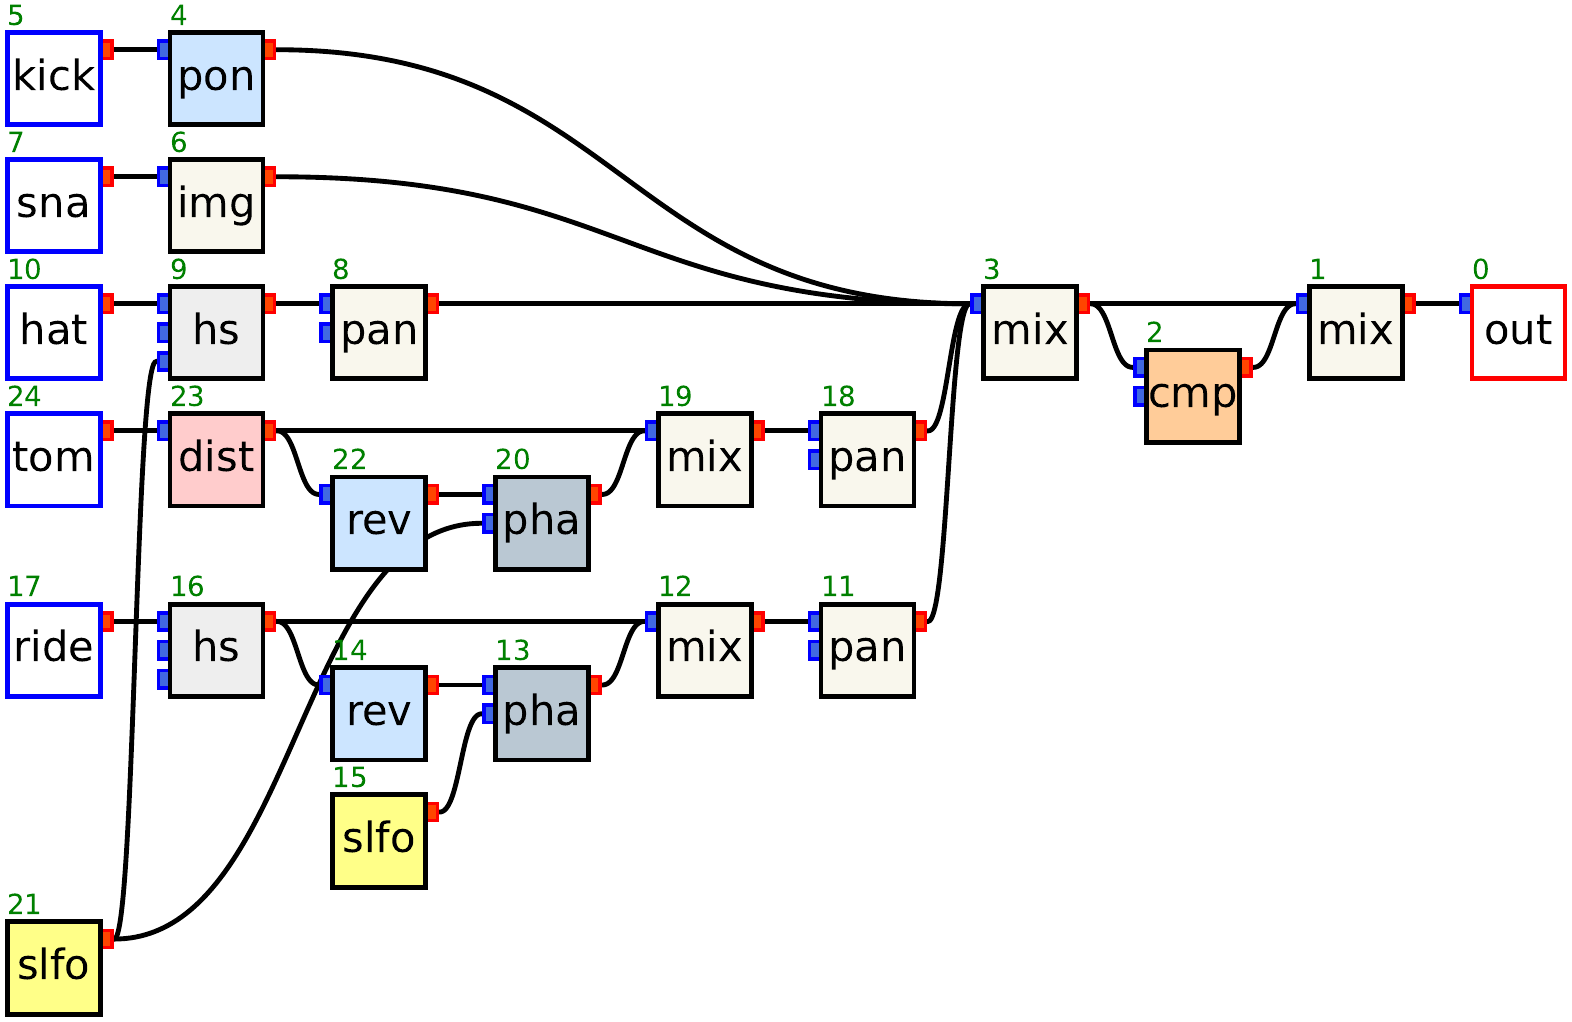 5 4
kick pon
7 6
sna img
10 9 8 3 1 0
hat hs pan mix mix out
2
cmp
24 23 19 18
tom dist mix pan
22 20
rev pha
17 16 12 11
ride hs mix pan
14 13
rev pha
15
slfo
21
slfo